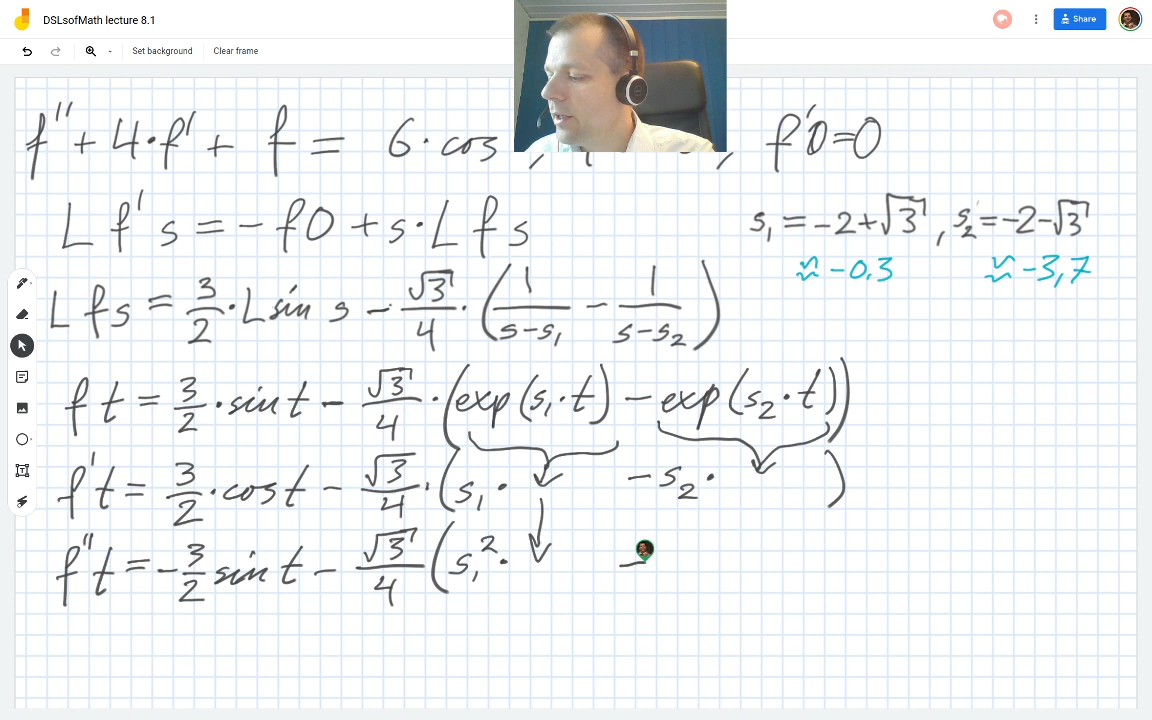 DSLsofMath lecture 8.1
Share
Set background
Clear frame
f'' + 4·f' + f = 6·cos , f'0=0
L f' s = -f0 + s·L f s
s₁ = -2+√3, s₂ = -2-√3
≈ -0,3 ≈ -3,7
L f s = 3/2 · L sin s - √3/4 · (1/(s-s₁) - 1/(s-s₂))
f t = 3/2 · sin t - √3/4 · (exp(s₁·t) - exp(s₂·t))
f't = 3/2 · cos t - √3/4 · (s₁· - s₂· )
f''t = -3/2 sin t - √3/4 (s₁²· -